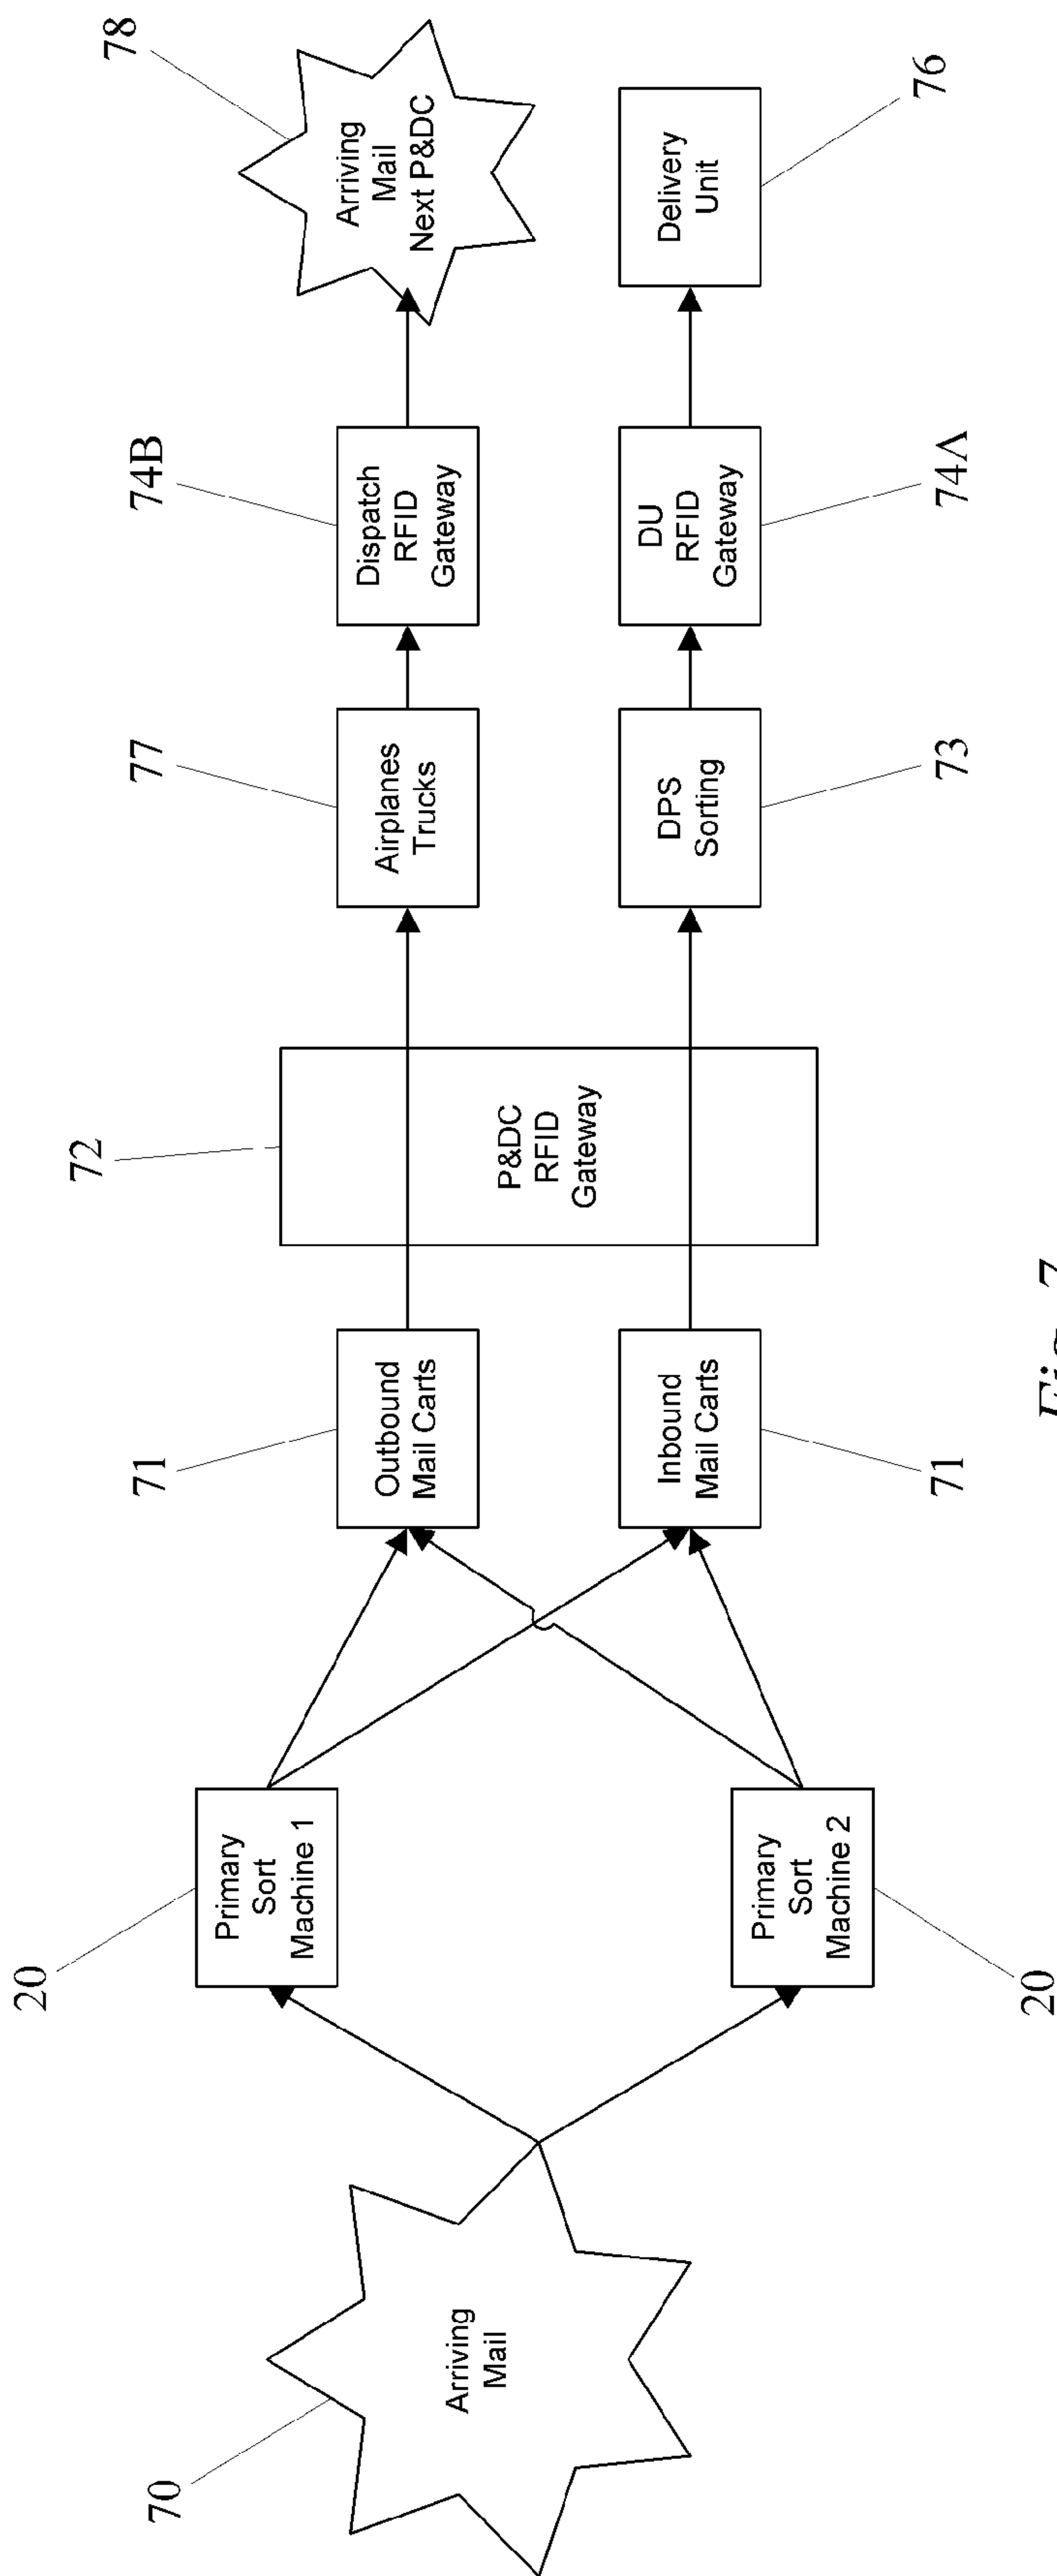 70
Arriving
Mail
20
Primary
Sort
Machine 1
20
Primary
Sort
Machine 2
71
Outbound
Mail Carts
71
Inbound
Mail Carts
72
P&DC
RFID
Gateway
77
Airplanes
Trucks
73
DPS
Sorting
74B
Dispatch
RFID
Gateway
74A
DU
RFID
Gateway
78
Arriving
Mail
Next P&DC
76
Delivery
Unit
Fig. 7